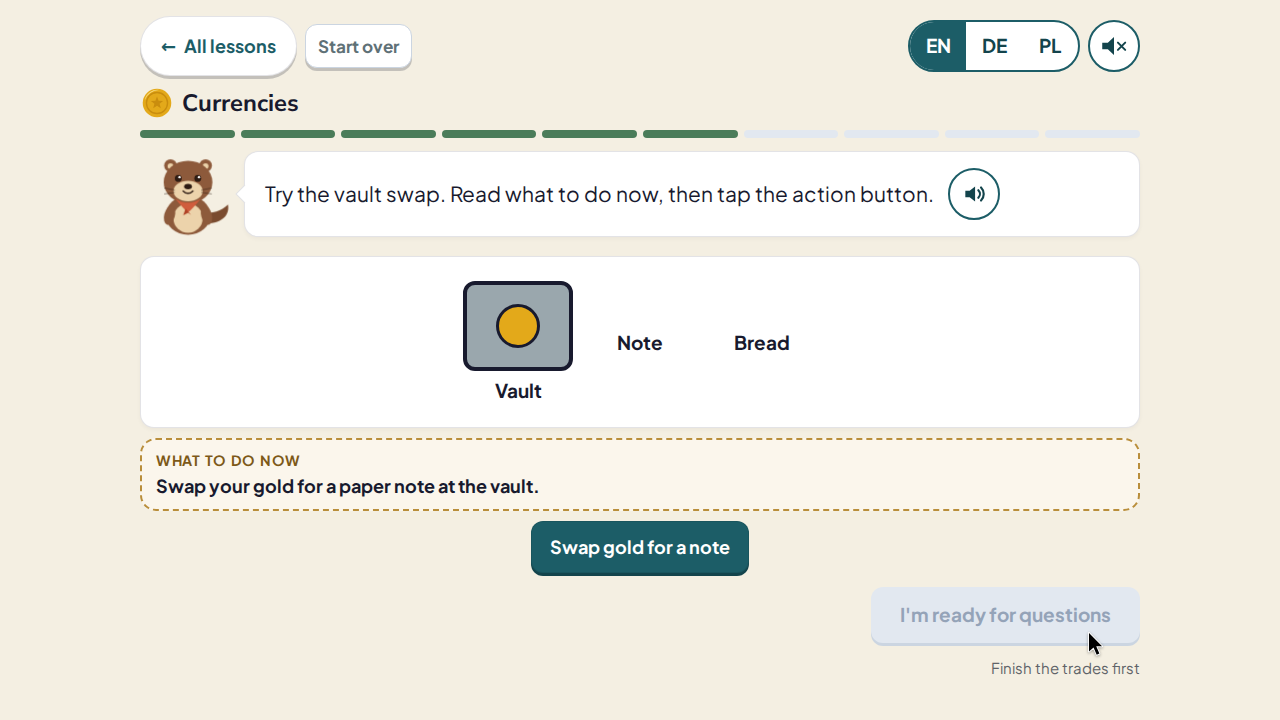 ← All lessons
Start over
EN
DE
PL
Currencies
Try the vault swap. Read what to do now, then tap the action button.
Note
Bread
Vault
WHAT TO DO NOW
Swap your gold for a paper note at the vault.
Swap gold for a note
I'm ready for questions
Finish the trades first